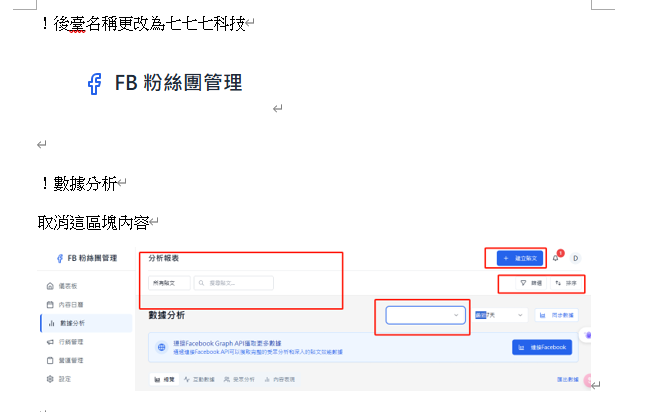 ！後臺名稱更改為七七七科技
FB 粉絲團管理
！數據分析
取消這區塊內容
FB 粉絲團管理
分析報表
+ 建立貼文
1
D
所有貼文
搜尋貼文...
篩選
排序
儀表板
內容日曆
數據分析
行銷管理
營運管理
設定
數據分析
最近7天
同步數據
連接Facebook Graph API獲取更多數據
通過連接Facebook API可以獲取完整的受眾分析和深入的貼文效能數據
連接Facebook
總覽
互動數據
受眾分析
內容表現
匯出數據